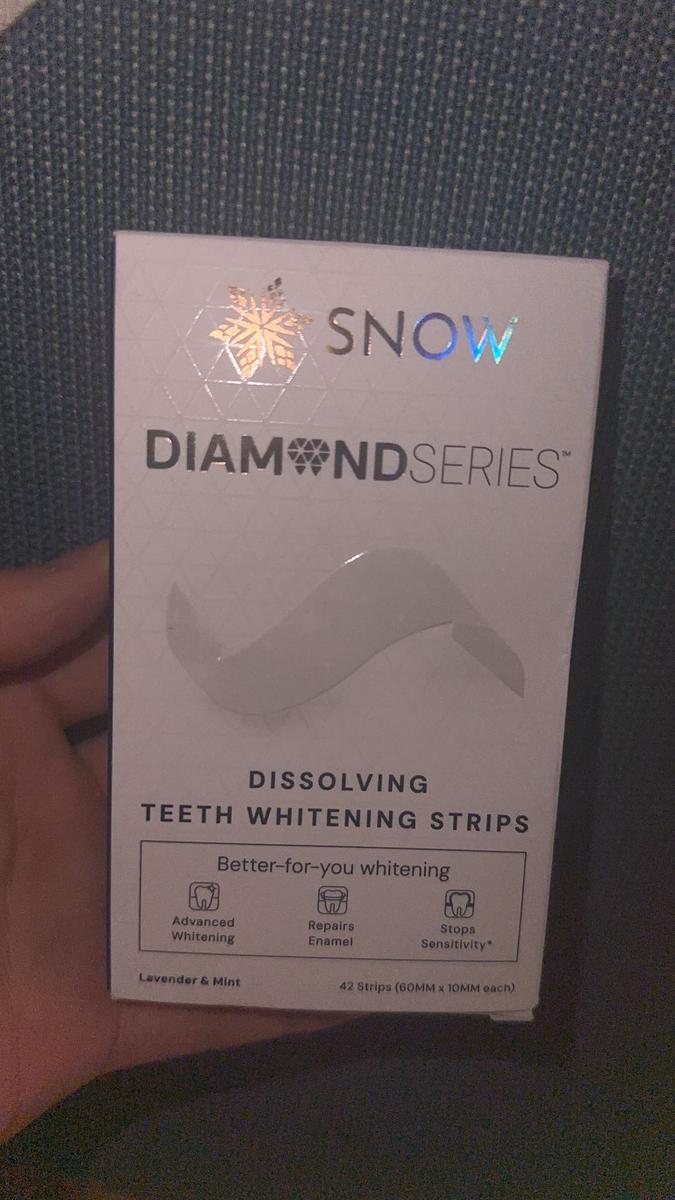 SNOW
DIAMONDSERIES™
DISSOLVING
TEETH WHITENING STRIPS
Better-for-you whitening
Advanced
Whitening
Repairs
Enamel
Stops
Sensitivity*
Lavender & Mint
42 Strips (60MM x 10MM each)